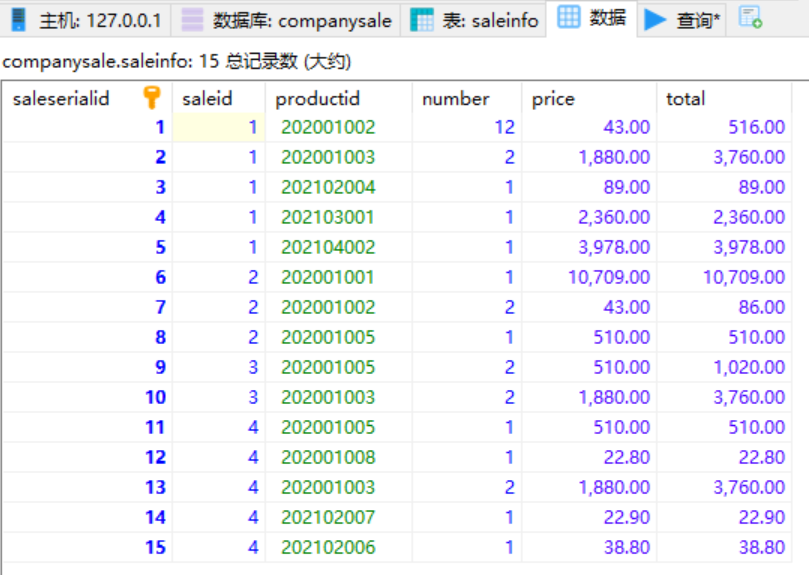 主机: 127.0.0.1 数据库: companysale 表: saleinfo 数据 查询*
companysale.saleinfo: 15 总记录数 (大约)
saleserialid saleid productid number price total
1 1 202001002 12 43.00 516.00
2 1 202001003 2 1,880.00 3,760.00
3 1 202102004 1 89.00 89.00
4 1 202103001 1 2,360.00 2,360.00
5 1 202104002 1 3,978.00 3,978.00
6 2 202001001 1 10,709.00 10,709.00
7 2 202001002 2 43.00 86.00
8 2 202001005 1 510.00 510.00
9 3 202001005 2 510.00 1,020.00
10 3 202001003 2 1,880.00 3,760.00
11 4 202001005 1 510.00 510.00
12 4 202001008 1 22.80 22.80
13 4 202001003 2 1,880.00 3,760.00
14 4 202102007 1 22.90 22.90
15 4 202102006 1 38.80 38.80